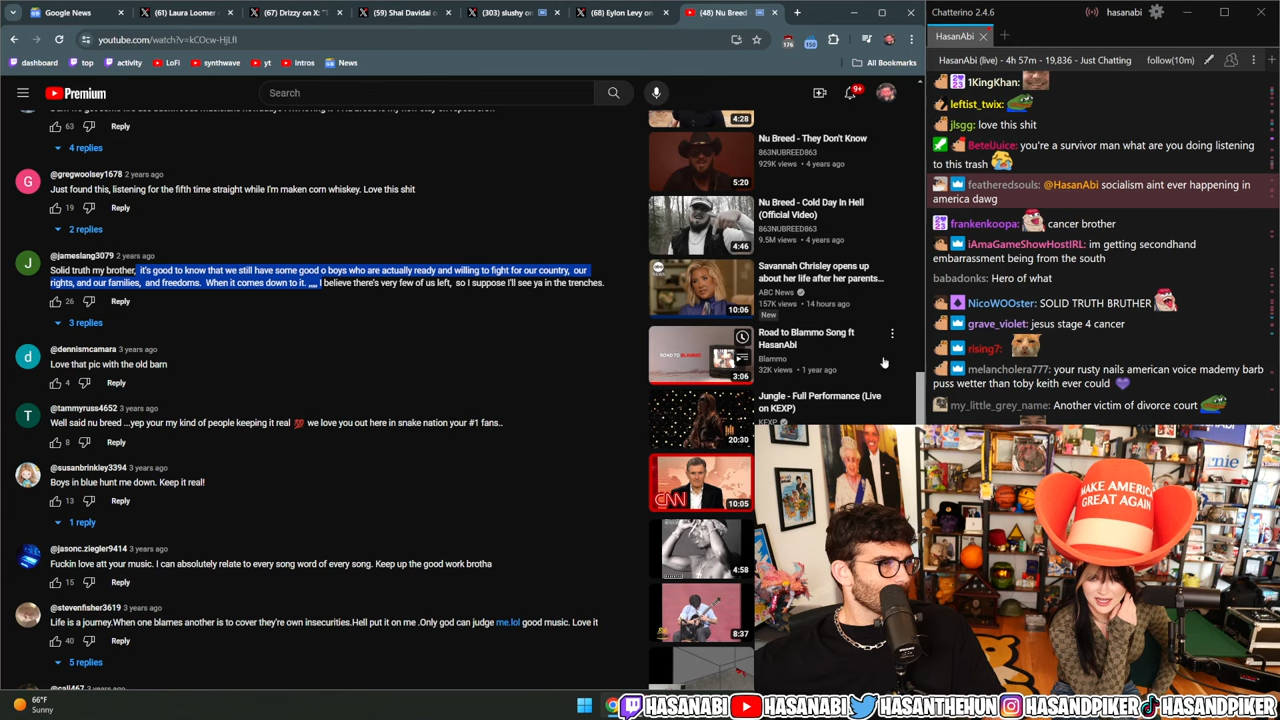 Google News
(61) Laura Loomer
(67) Drizzy on X: "
(59) Shai Davidai
(303) slushy on
(68) Eylon Levy on
(48) Nu Breed
Chatterino 2.4.6
hasanabi
youtube.com/watch?v=kCOcw-HjLfI
176
150
HasanAbi
dashboard
top
activity
LoFi
synthwave
yt
intros
News
All Bookmarks
HasanAbi (live) - 4h 57m - 19,836 - Just Chatting
follow(10m)
Premium
Search
9+
63
Reply
4 replies
@gregwoolsey1678 2 years ago
Just found this, listening for the fifth time straight while I'm maken corn whiskey. Love this shit
19
Reply
2 replies
@jameslang3079 2 years ago
Solid truth my brother, it's good to know that we still have some good o boys who are actually ready and willing to fight for our country, our
rights, and our families, and freedoms. When it comes down to it. ,,,,, I believe there's very few of us left, so I suppose I'll see ya in the trenches.
26
Reply
3 replies
@dennismcamara 3 years ago
Love that pic with the old barn
4
Reply
@tammyruss4652 3 years ago
Well said nu breed ...yep your my kind of people keeping it real 💯 we love you out here in snake nation your #1 fans..
8
Reply
@susanbrinkley3394 3 years ago
Boys in blue hunt me down. Keep it real!
13
Reply
1 reply
@jasonc.ziegler9414 3 years ago
Fuckin love att your music. I can absolutely relate to every song word of every song. Keep up the good work brotha
15
Reply
@stevenfisher3619 3 years ago
Life is a journey.When one blames another is to cover they're own insecurities.Hell put it on me .Only god can judge me.lol good music. Love it
40
Reply
5 replies
4:28
Nu Breed - They Don't Know
863NUBREED863
929K views • 4 years ago
5:20
Nu Breed - Cold Day In Hell
(Official Video)
863NUBREED863
9.5M views • 4 years ago
4:46
Savannah Chrisley opens up
about her life after her parents...
ABC News
157K views • 14 hours ago
New
10:06
Road to Blammo Song ft
HasanAbi
Blammo
32K views • 1 year ago
ROAD TO BLAMMO
3:06
Jungle - Full Performance (Live
on KEXP)
KEXP
20:30
CNN
10:05
4:58
8:37
1KingKhan:
leftist_twix:
jlsgg: love this shit
BetelJuice: you're a survivor man what are you doing listening
to this trash
featheredsouls: @HasanAbi socialism aint ever happening in
america dawg
frankenkoopa: cancer brother
iAmaGameShowHostIRL: im getting secondhand
embarrassment being from the south
babadonks: Hero of what
NicoWOOster: SOLID TRUTH BRUTHER
grave_violet: jesus stage 4 cancer
rising7:
melancholera777: your rusty nails american voice mademy barb
puss wetter than toby keith ever could
my_little_grey_name: Another victim of divorce court
MAKE AMERICA
GREAT AGAIN
66°F
Sunny
HASANABI
HASANABI
HASANTHEHUN
HASANDPIKER
HASANDPIKER